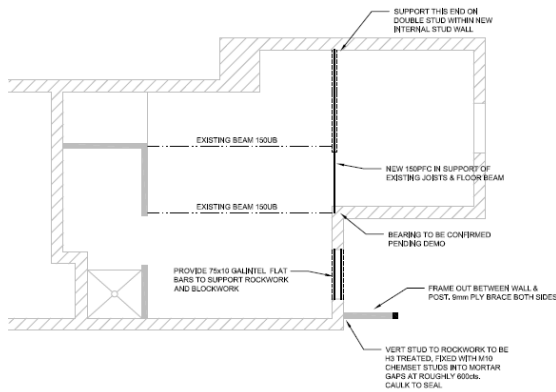 SUPPORT THIS END ON
DOUBLE STUD WITHIN NEW
INTERNAL STUD WALL
EXISTING BEAM 150UB
NEW 150PFC IN SUPPORT OF
EXISTING JOISTS & FLOOR BEAM
EXISTING BEAM 150UB
BEARING TO BE CONFIRMED
PENDING DEMO
PROVIDE 75x10 GALINTEL FLAT
BARS TO SUPPORT ROCKWORK
AND BLOCKWORK
FRAME OUT BETWEEN WALL &
POST. 9mm PLY BRACE BOTH SIDES
VERT STUD TO ROCKWORK TO BE
H3 TREATED, FIXED WITH M10
CHEMSET STUDS INTO MORTAR
GAPS AT ROUGHLY 600cts.
CAULK TO SEAL